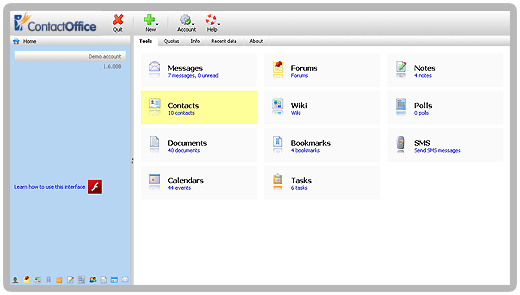 ContactOffice
Quit
New
Account
Help
Home
Tools
Quotas
Info
Recent data
About
Demo account
1.6.008
Messages
7 messages, 0 unread
Forums
Forums
Notes
4 notes
Contacts
10 contacts
Wiki
Wiki
Polls
0 polls
Documents
40 documents
Bookmarks
4 bookmarks
SMS
Send SMS messages
Calendars
44 events
Tasks
6 tasks
Learn how to use this interface